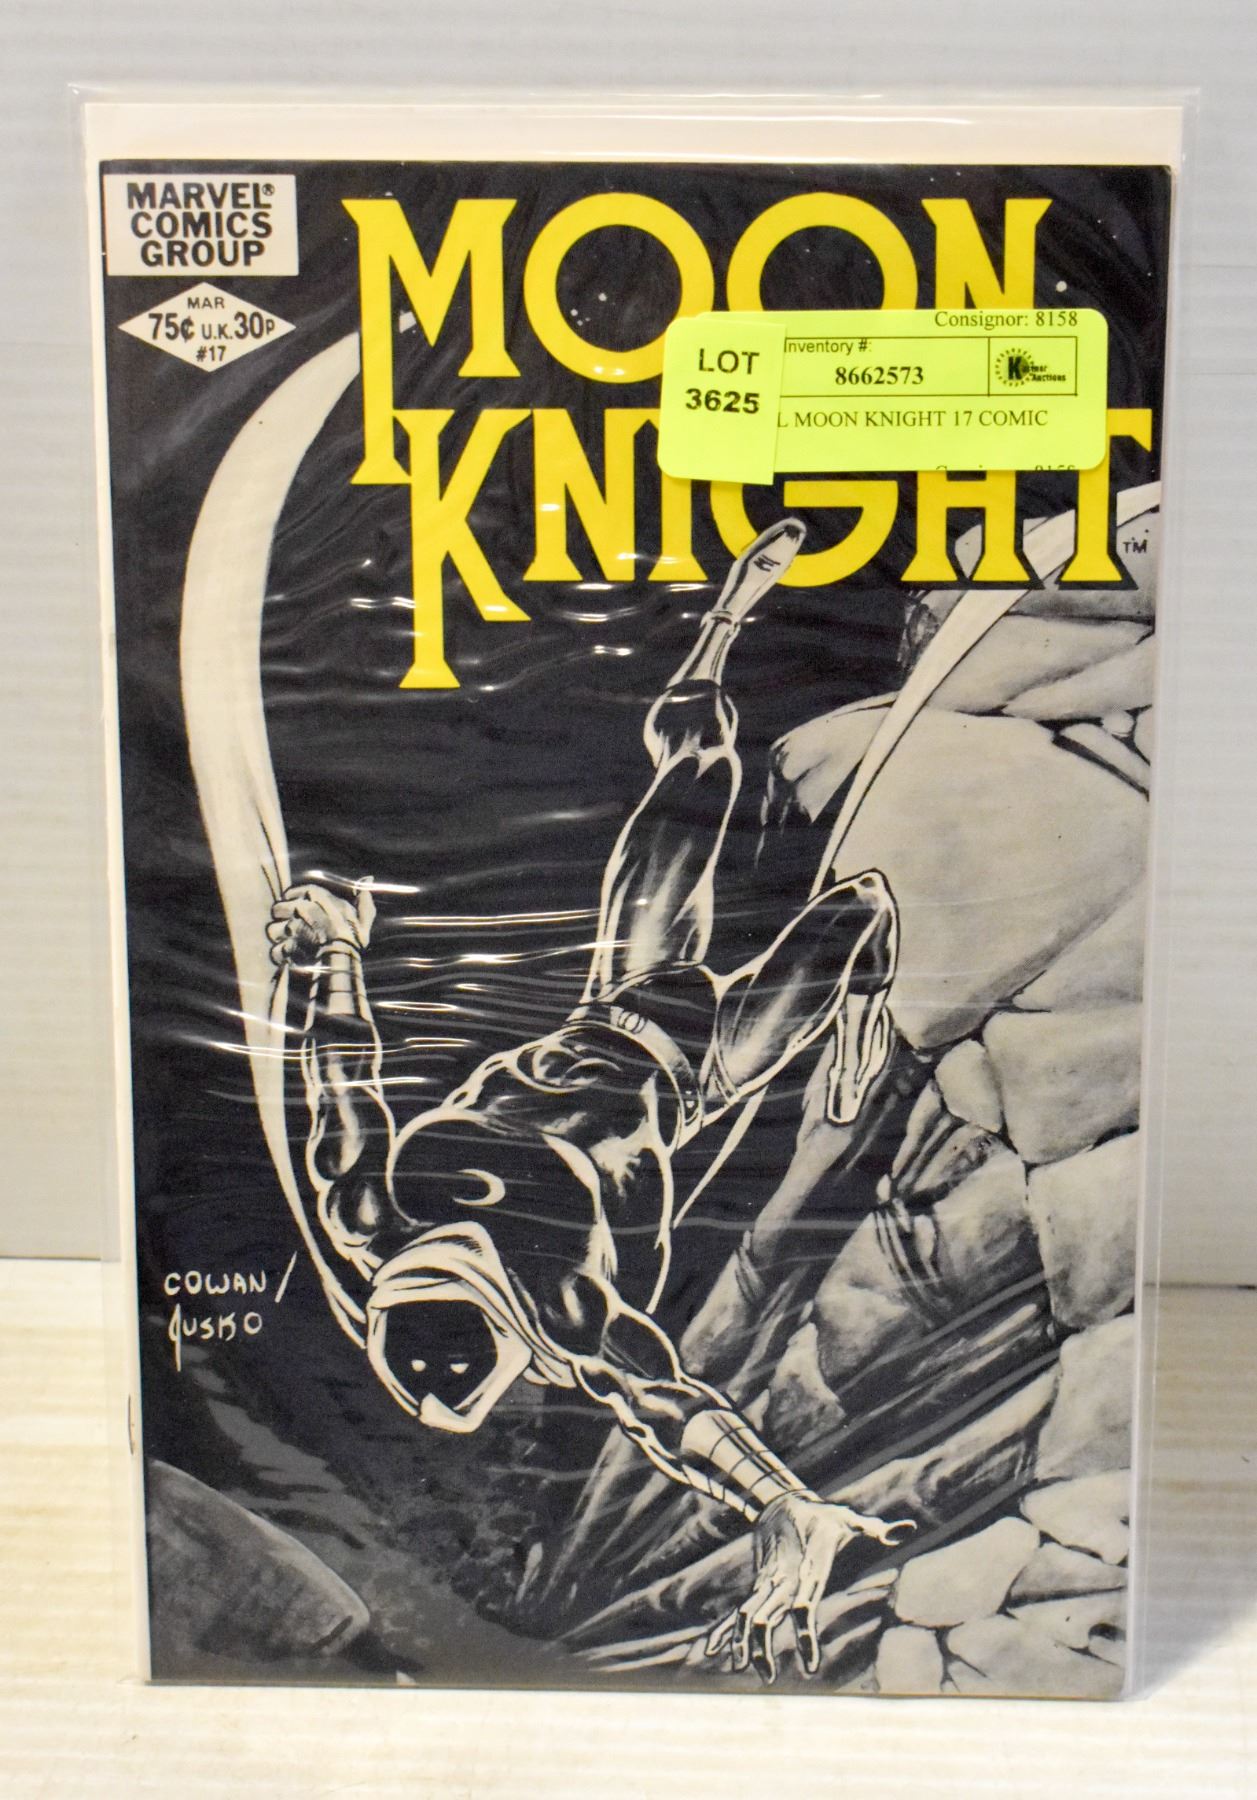 MARVEL®
COMICS
GROUP
MAR
75¢ U.K. 30P
#17
MOON
KNIGHT
TM
Consignor: 8158
Inventory #:
8662573
LOT
3625
L MOON KNIGHT 17 COMIC
COWAN/
JUSKO